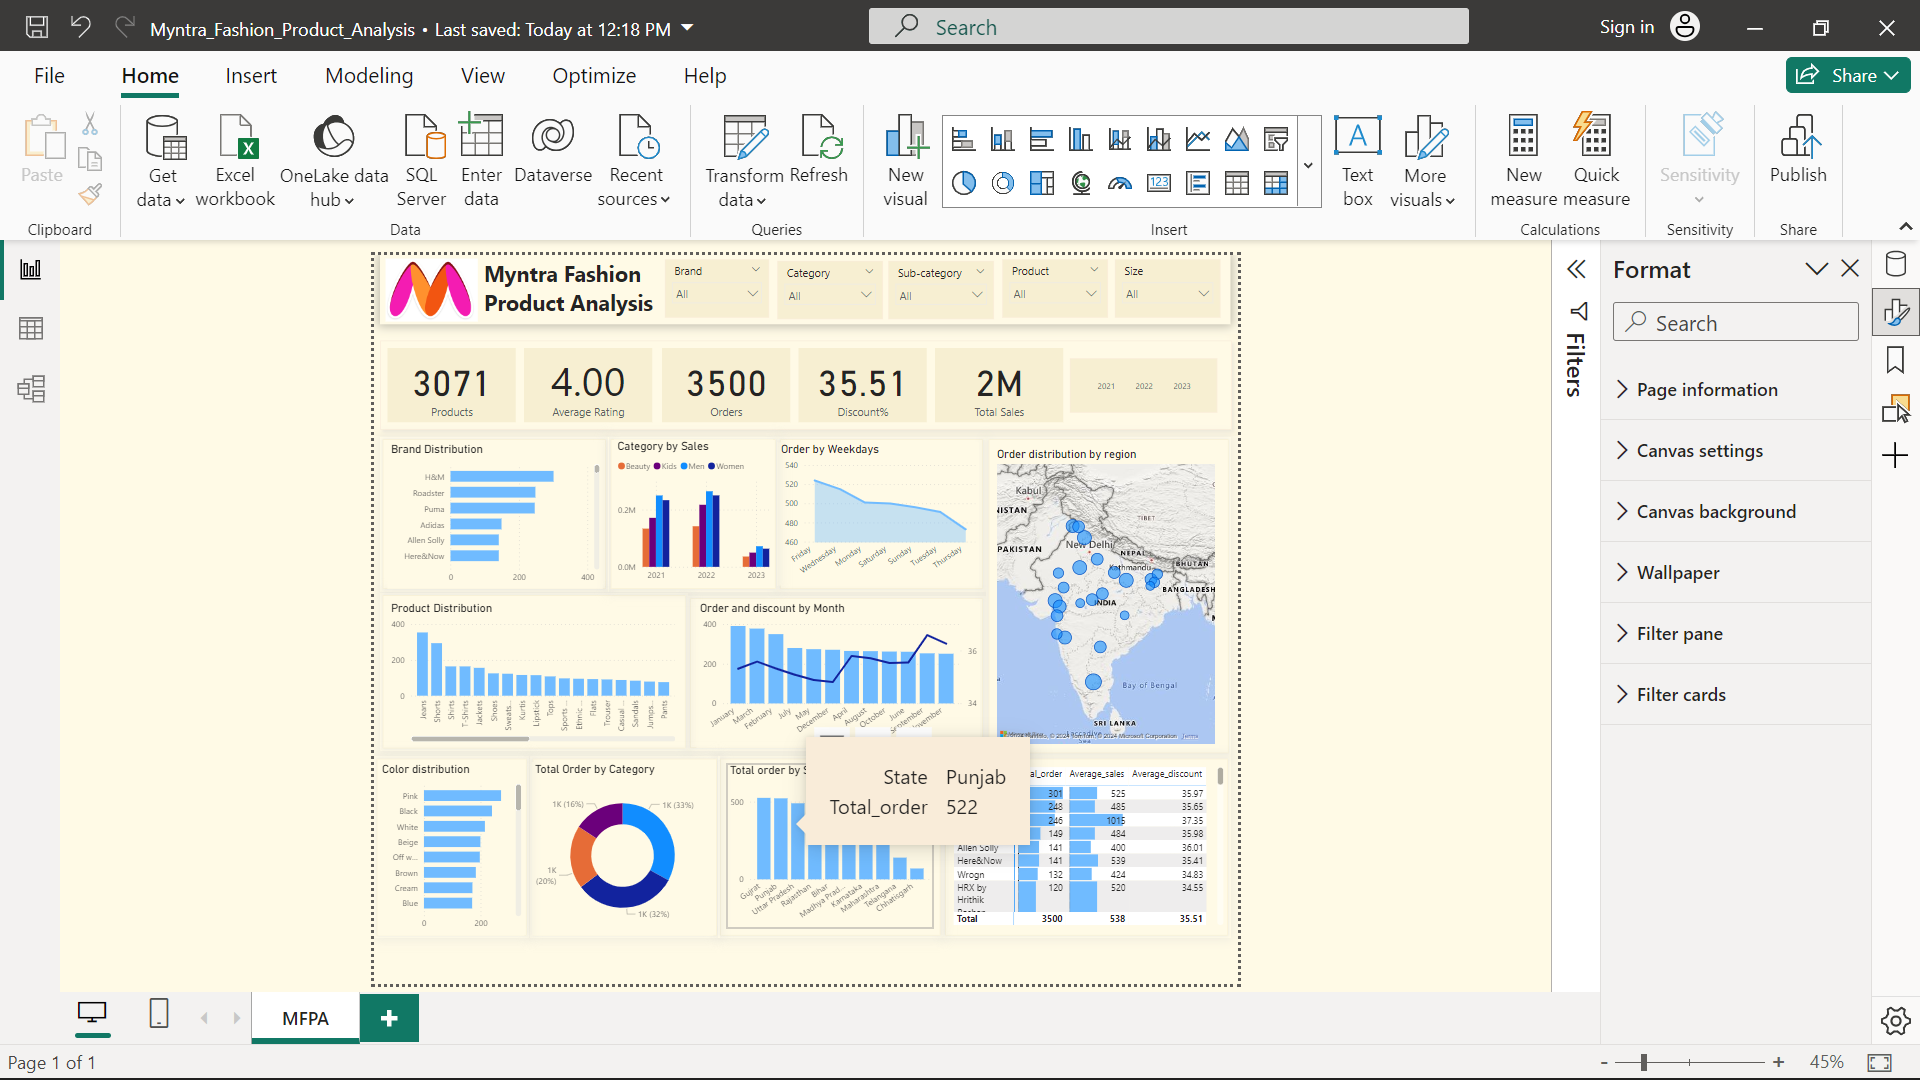 Myntra_Fashion_Product_Analysis • Last saved: Today at 12:18 PM
Search
Sign in
File Home Insert Modeling View Optimize Help
Share
Paste
Get data
Excel workbook
OneLake data hub
SQL Server
Enter data
Dataverse
Recent sources
Transform data
Refresh
New visual
Text box
More visuals
New measure
Quick measure
Sensitivity
Publish
Clipboard
Data
Queries
Insert
Calculations
Sensitivity
Share
Myntra Fashion
Product Analysis
Brand
All
Category
All
Sub-category
All
Product
All
Size
All
3071
Products
4.00
Average Rating
3500
Orders
35.51
Discount%
2M
Total Sales
2021 2022 2023
Brand Distribution
H&M
Roadster
Puma
Adidas
Allen Solly
Here&Now
0 200 400
Category by Sales
Beauty Kids Men Women
0.2M
0.0M
2021 2022 2023
Order by Weekdays
540
520
500
480
460
Friday
Wednesday
Monday
Saturday
Sunday
Tuesday
Thursday
Order distribution by region
Kabul
NISTAN
TIBET
PAKISTAN
New Delhi
NEPAL
Kathmandu
BHUTAN
BANGLADESH
INDIA
Bay of Bengal
SRI LANKA
Product Distribution
400
200
0
Jeans
Shorts
Shirts
T-Shirts
Jackets
Shoes
Sweats...
Kurtis
Lipstick
Tops
Sports ...
Ethnic ...
Flats
Trouser
Casual ...
Sandals
Jumps...
Pants
Order and discount by Month
400
200
0
36
34
January
March
February
July
May
December
April
August
October
June
September
November
Color distribution
Pink
Black
White
Beige
Off w...
Brown
Cream
Blue
0 200
Total Order by Category
1K (16%)
1K (33%)
1K (20%)
1K (32%)
Total order by S
500
0
Gujrat
Punjab
Uttar Pradesh
Rajasthan
Bihar
Madhya Prad...
Karnataka
Maharashtra
Telangana
Chhatisgarh
State Punjab
Total_order 522
al_order Average_sales Average_discount
301 525 35.97
248 485 35.65
246 1015 37.35
149 484 35.98
Allen Solly 141 400 36.01
Here&Now 141 539 35.41
Wrogn 132 424 34.83
HRX by Hrithik 120 520 34.55
Total 3500 538 35.51
Filters
Format
Search
Page information
Canvas settings
Canvas background
Wallpaper
Filter pane
Filter cards
MFPA
Page 1 of 1
- + 45%